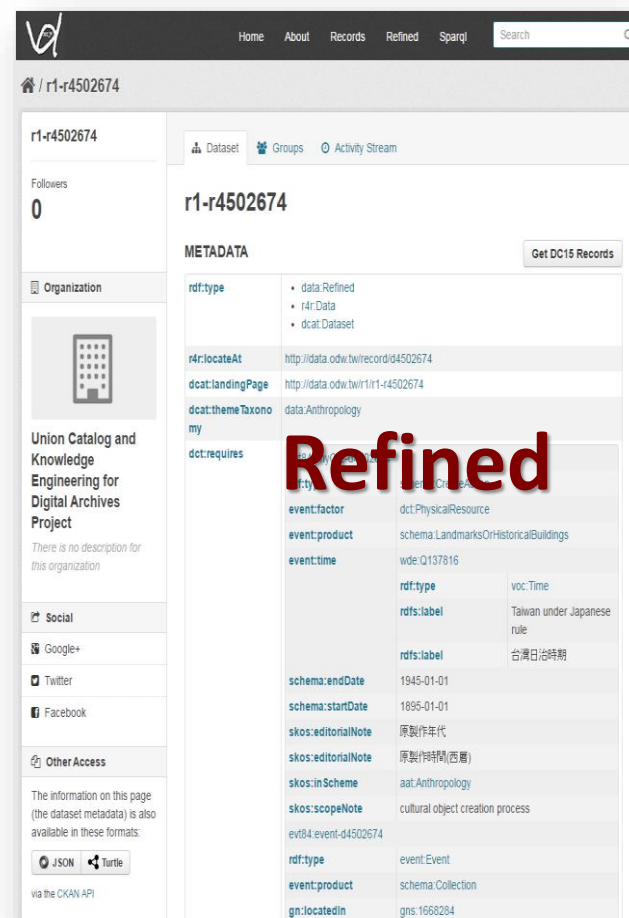 Home About Records Refined Sparql Search
/ r1-r4502674
r1-r4502674
Followers
0
Organization
Union Catalog and
Knowledge
Engineering for
Digital Archives
Project
There is no description for
this organization
Social
Google+
Twitter
Facebook
Other Access
The information on this page
(the dataset metadata) is also
available in these formats:
JSON Turtle
via the CKAN API
Dataset Groups Activity Stream
r1-r4502674
METADATA
Get DC15 Records
rdf:type
data:Refined
r4r:Data
dcat:Dataset
r4r:locateAt http://data.odw.tw/record/d4502674
dcat:landingPage http://data.odw.tw/r1/r1-r4502674
dcat:themeTaxono data:Anthropology
my
dct:requires
Refined
event:factor dct:PhysicalResource
event:product schema:LandmarksOrHistoricalBuildings
event:time wde:Q137816
rdf:type voc:Time
rdfs:label Taiwan under Japanese
rule
rdfs:label 台灣日治時期
schema:endDate 1945-01-01
schema:startDate 1895-01-01
skos:editorialNote 原製作年代
skos:editorialNote 原製作時間(西曆)
skos:inScheme aat:Anthropology
skos:scopeNote cultural object creation process
evt84:event-d4502674
rdf:type event:Event
event:product schema:Collection
gn:locatedIn gns:1668284